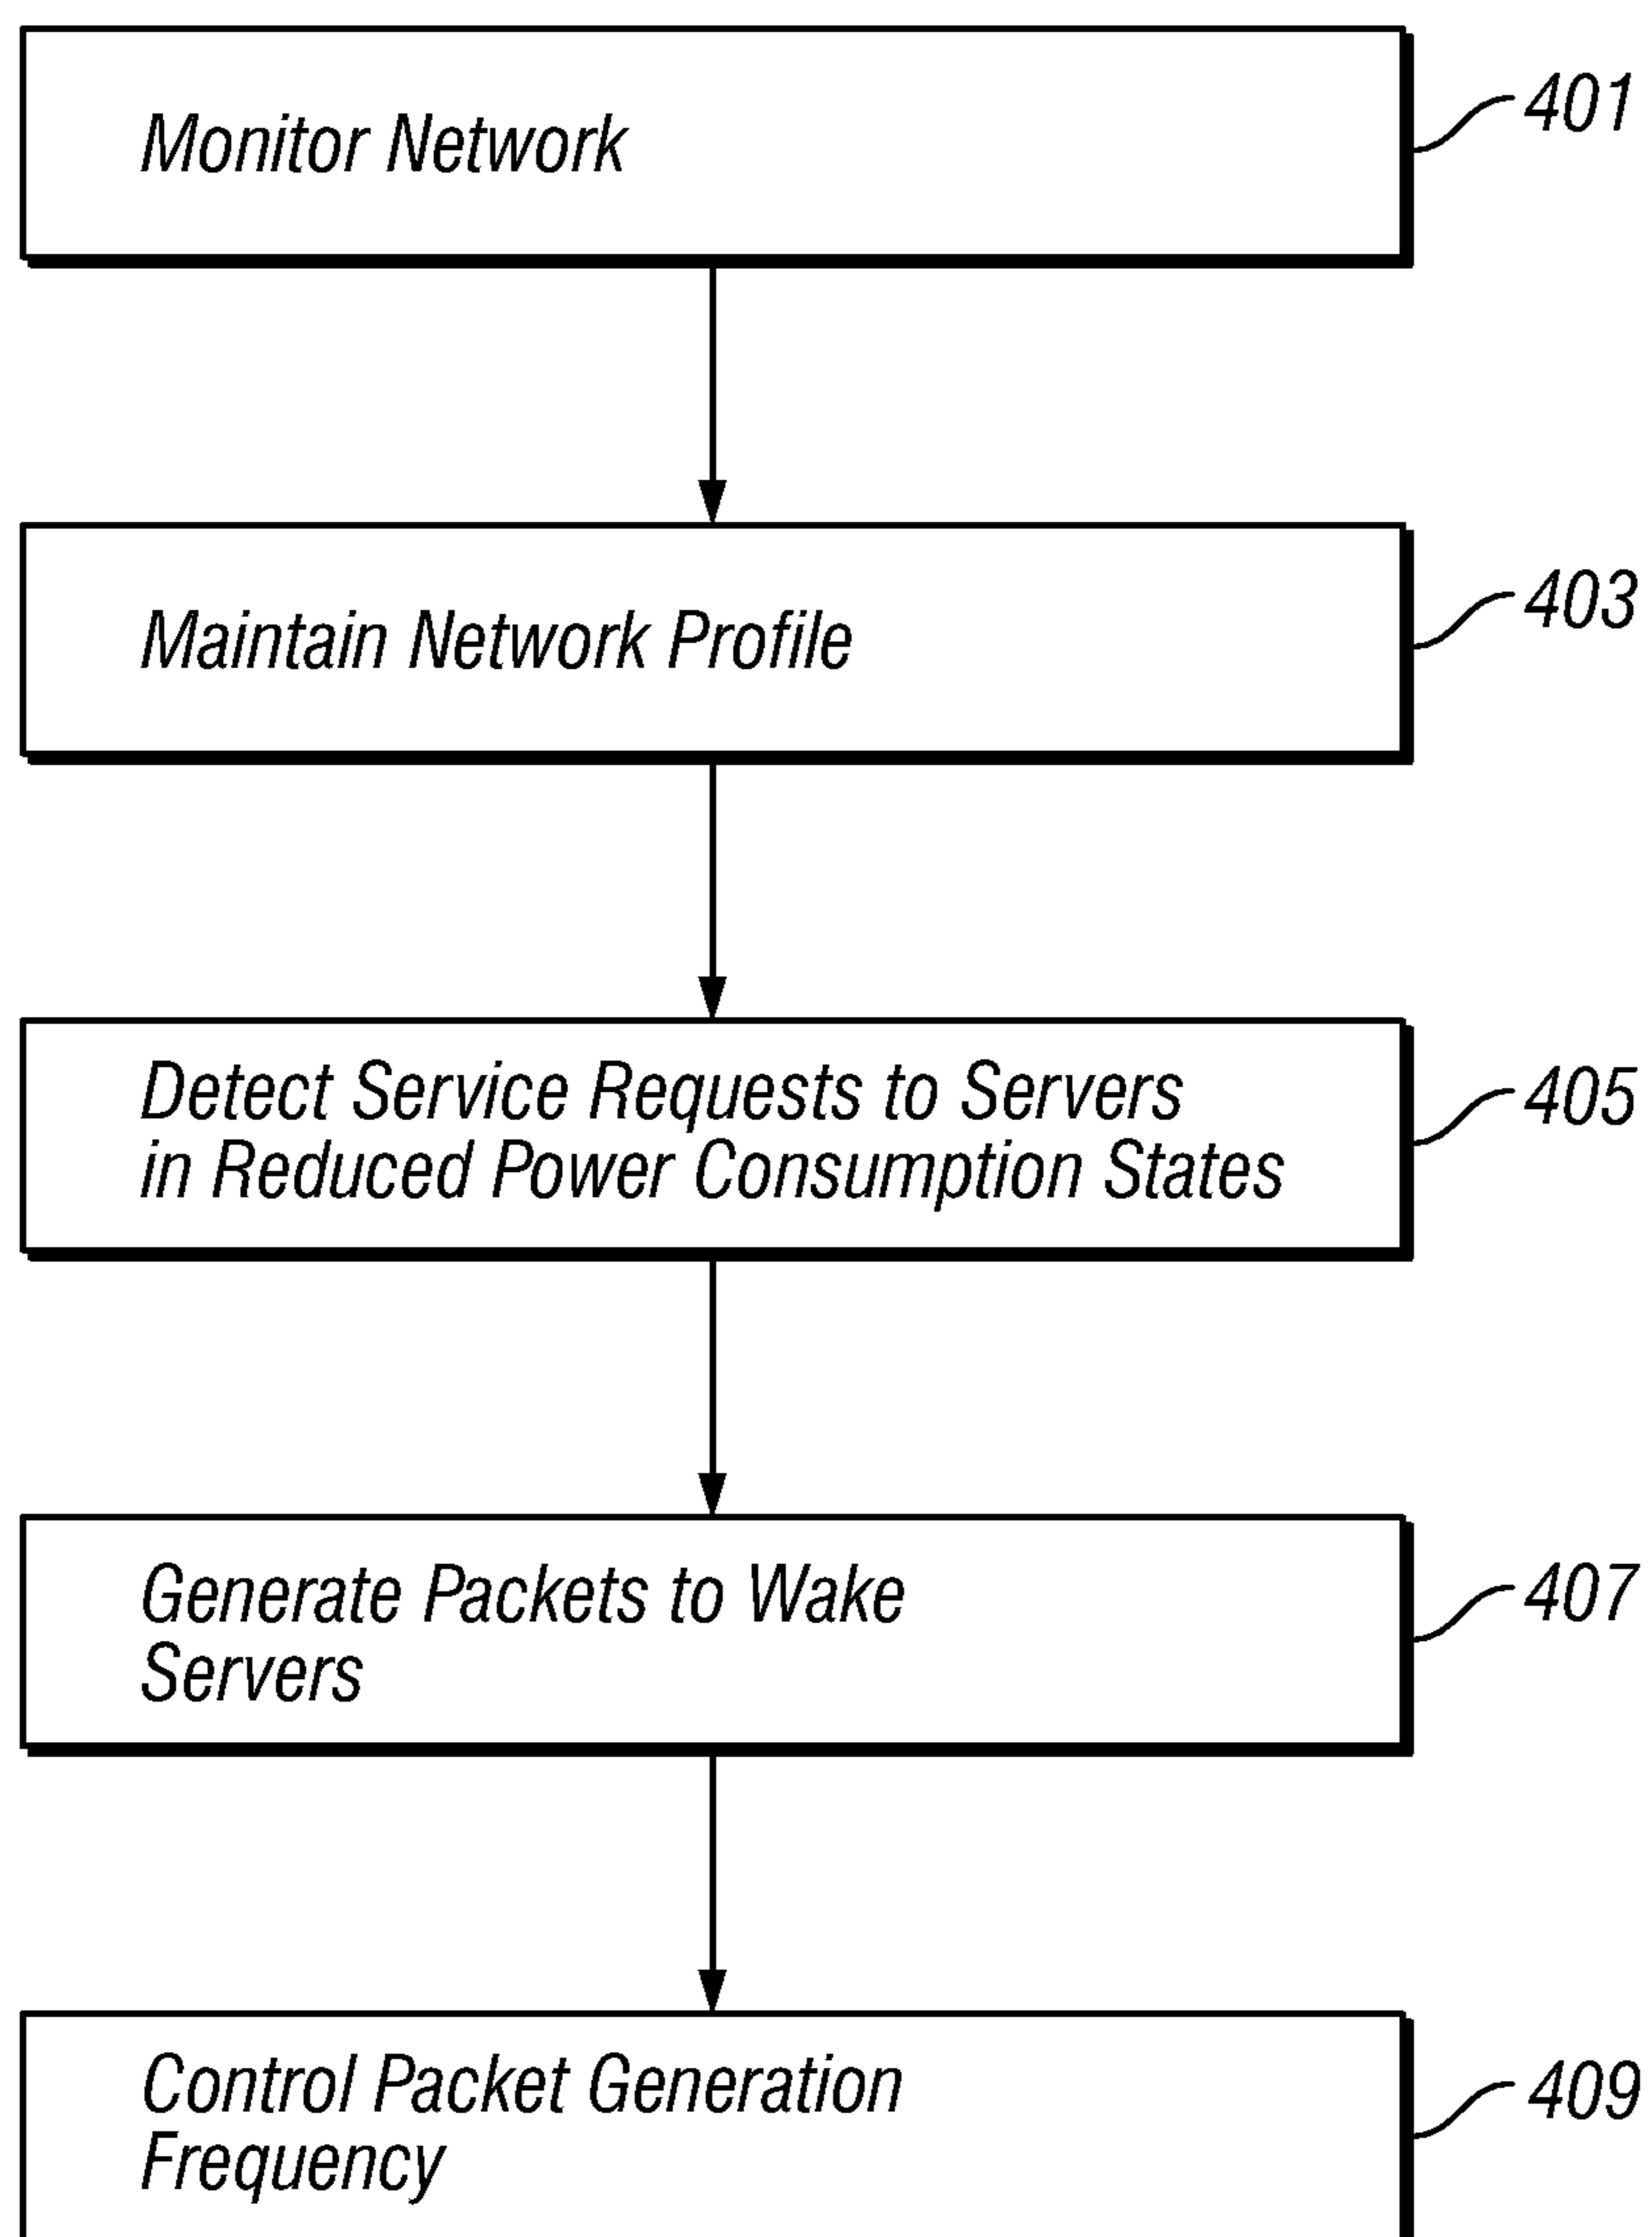 Monitor Network
401
Maintain Network Profile
403
Detect Service Requests to Servers
in Reduced Power Consumption States
405
Generate Packets to Wake
Servers
407
Control Packet Generation
Frequency
409